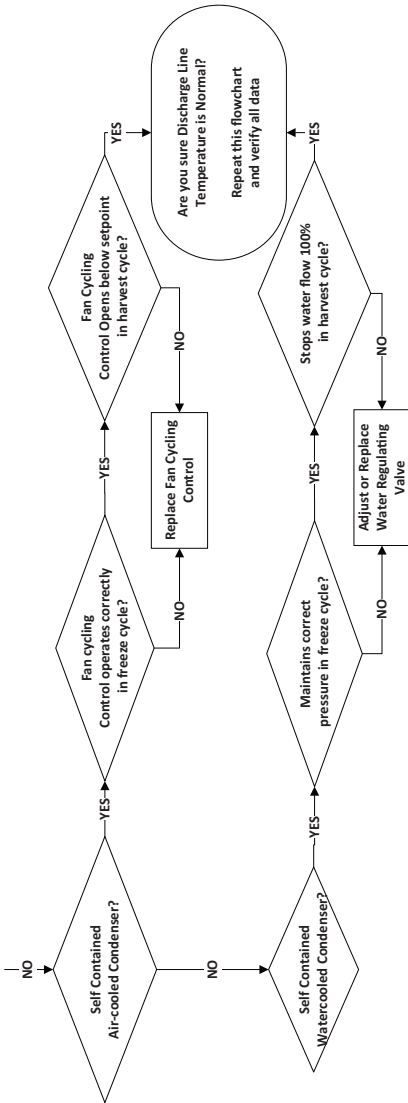 NO
Self Contained
Air-cooled Condenser?
YES
Fan cycling
Control operates correctly
in freeze cycle?
YES
Fan Cycling
Control Opens below setpoint
in harvest cycle?
YES
NO
Replace Fan Cycling
Control
NO
Are you sure Discharge Line
Temperature is Normal?
Repeat this flowchart
and verify all data
NO
Self Contained
Watercooled Condenser?
YES
Maintains correct
pressure in freeze cycle?
YES
Stops water flow 100%
in harvest cycle?
YES
NO
Adjust or Replace
Water Regulating
Valve
NO